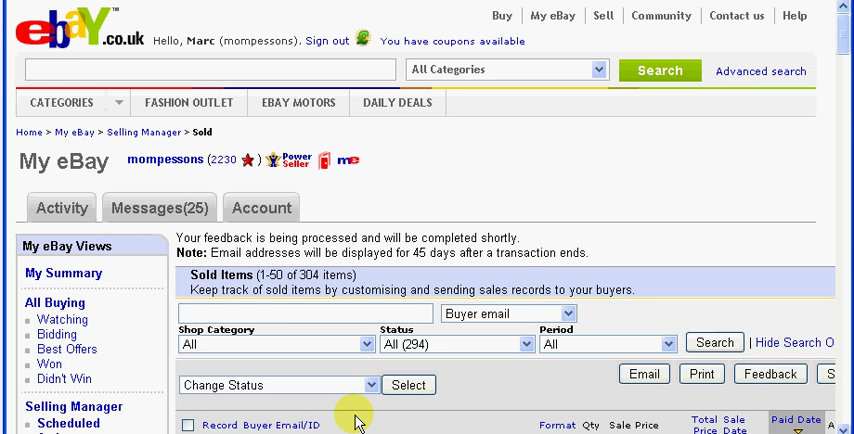 Buy | My eBay | Sell | Community | Contact us | Help
ebay.co.uk Hello, Marc (mompessons). Sign out You have coupons available
All Categories Search Advanced search
CATEGORIES FASHION OUTLET EBAY MOTORS DAILY DEALS
Home > My eBay > Selling Manager > Sold
My eBay mompessons (2230 ) Power Seller me
Activity Messages(25) Account
My eBay Views
My Summary
All Buying
Watching
Bidding
Best Offers
Won
Didn't Win
Selling Manager
Scheduled
Your feedback is being processed and will be completed shortly.
Note: Email addresses will be displayed for 45 days after a transaction ends.
Sold Items (1-50 of 304 items)
Keep track of sold items by customising and sending sales records to your buyers.
Buyer email
Shop Category Status Period
All All (294) All Search | Hide Search O
Email Print Feedback S
Change Status Select
Record Buyer Email/ID Format Qty Sale Price Total Price Sale Date Paid Date A